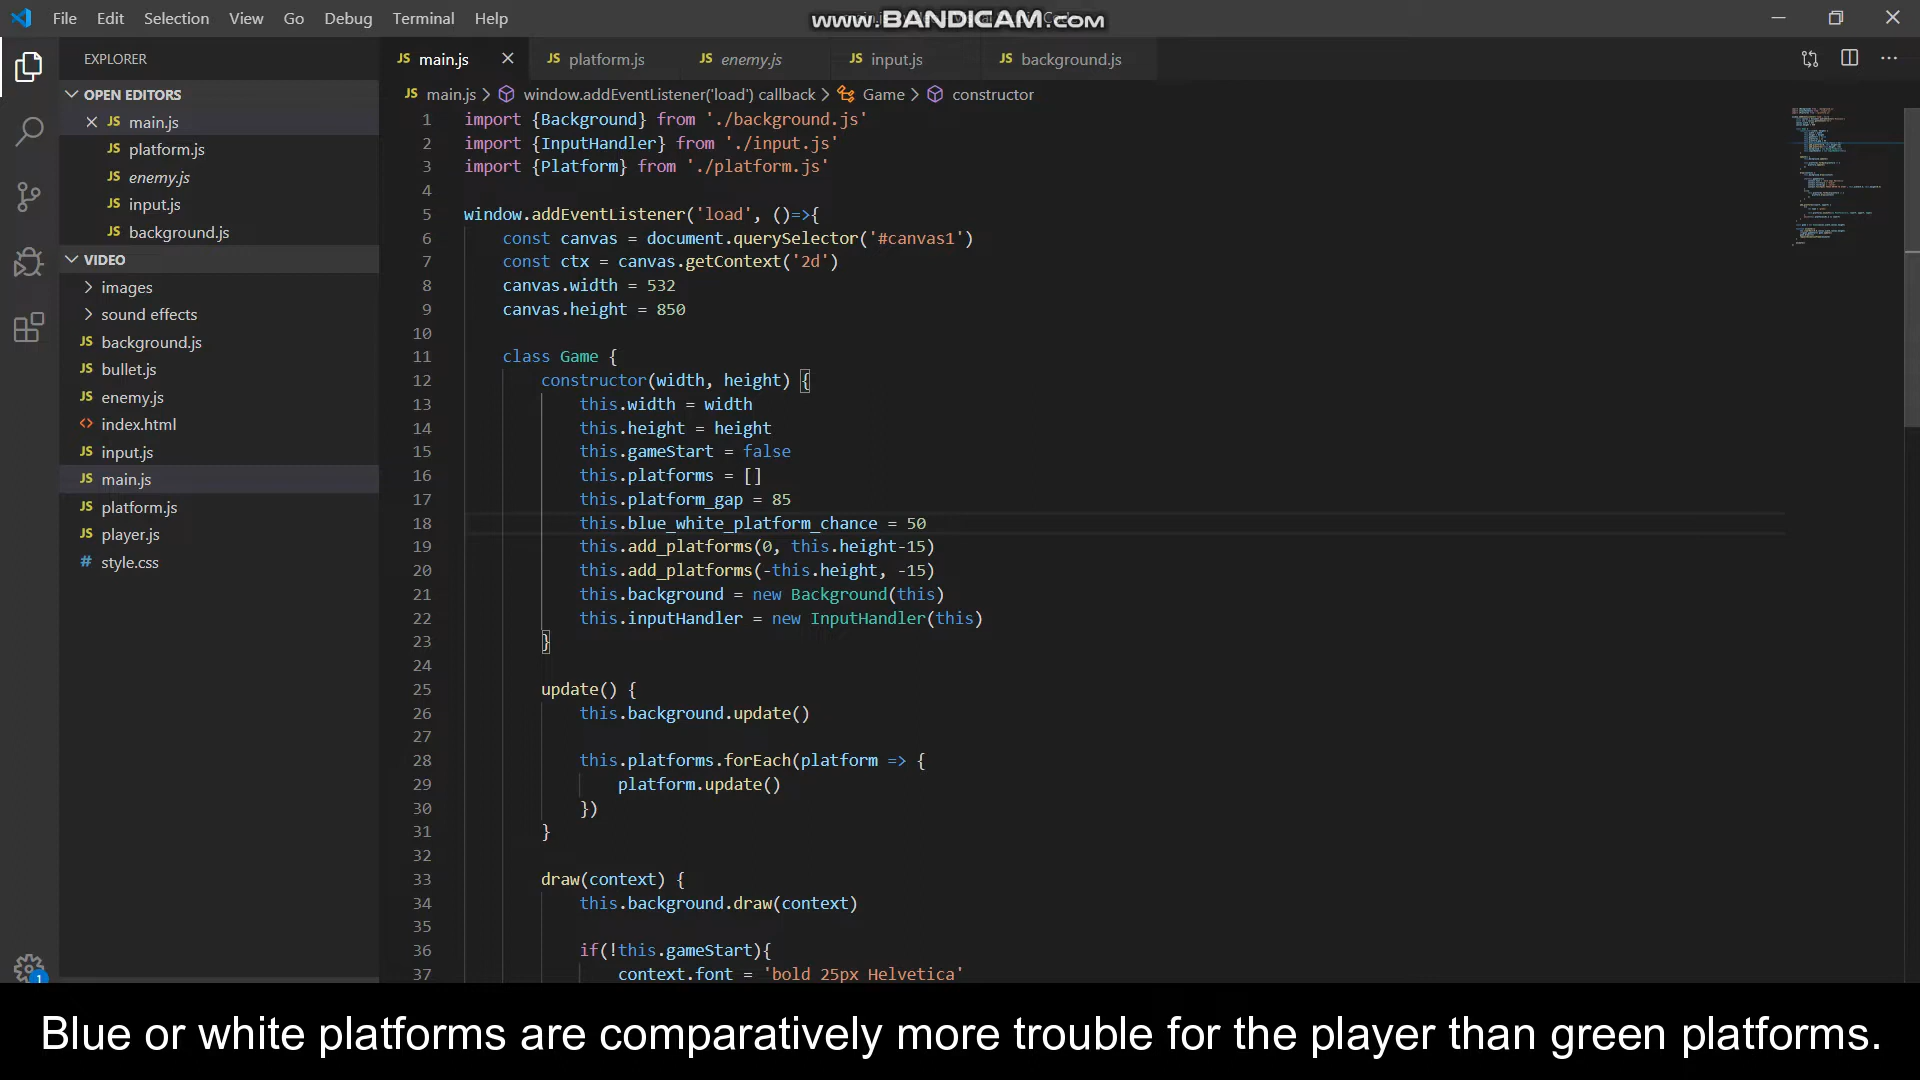 File Edit Selection View Go Debug Terminal Help
www.BANDICAM.com
EXPLORER
OPEN EDITORS
JS main.js
JS platform.js
JS enemy.js
JS input.js
JS background.js
VIDEO
images
sound effects
JS background.js
JS bullet.js
JS enemy.js
<> index.html
JS input.js
JS main.js
JS platform.js
JS player.js
# style.css
1
JS main.js JS platform.js JS enemy.js JS input.js JS background.js
JS main.js > window.addEventListener('load') callback > Game > constructor
1 import {Background} from './background.js'
2 import {InputHandler} from './input.js'
3 import {Platform} from './platform.js'
4
5 window.addEventListener('load', ()=>{
6 const canvas = document.querySelector('#canvas1')
7 const ctx = canvas.getContext('2d')
8 canvas.width = 532
9 canvas.height = 850
10
11 class Game {
12 constructor(width, height) {
13 this.width = width
14 this.height = height
15 this.gameStart = false
16 this.platforms = []
17 this.platform_gap = 85
18 this.blue_white_platform_chance = 50
19 this.add_platforms(0, this.height-15)
20 this.add_platforms(-this.height, -15)
21 this.background = new Background(this)
22 this.inputHandler = new InputHandler(this)
23 }
24
25 update() {
26 this.background.update()
27
28 this.platforms.forEach(platform => {
29 platform.update()
30 })
31 }
32
33 draw(context) {
34 this.background.draw(context)
35
36 if(!this.gameStart){
37 context.font = 'bold 25px Helvetica'
Blue or white platforms are comparatively more trouble for the player than green platforms.